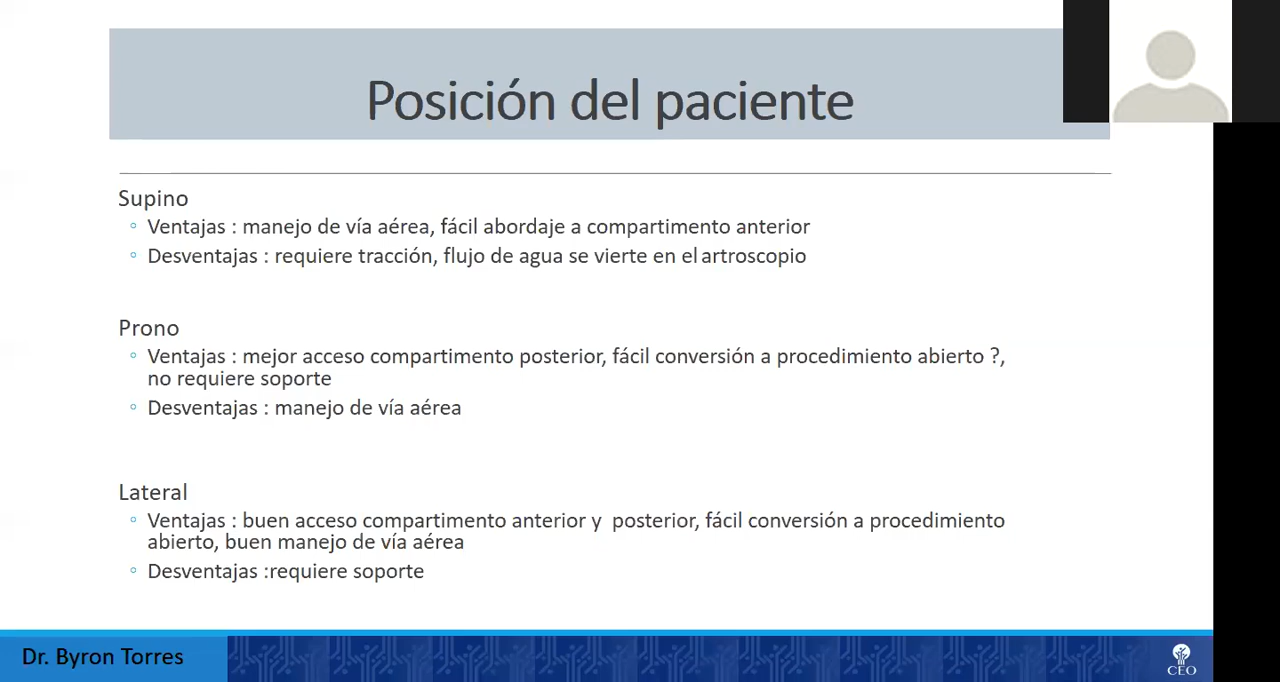 Posición del paciente
Supino
Ventajas : manejo de vía aérea, fácil abordaje a compartimento anterior
Desventajas : requiere tracción, flujo de agua se vierte en el artroscopio
Prono
Ventajas : mejor acceso compartimento posterior, fácil conversión a procedimiento abierto ?,
no requiere soporte
Desventajas : manejo de vía aérea
Lateral
Ventajas : buen acceso compartimento anterior y posterior, fácil conversión a procedimiento
abierto, buen manejo de vía aérea
Desventajas :requiere soporte
Dr. Byron Torres
CEO